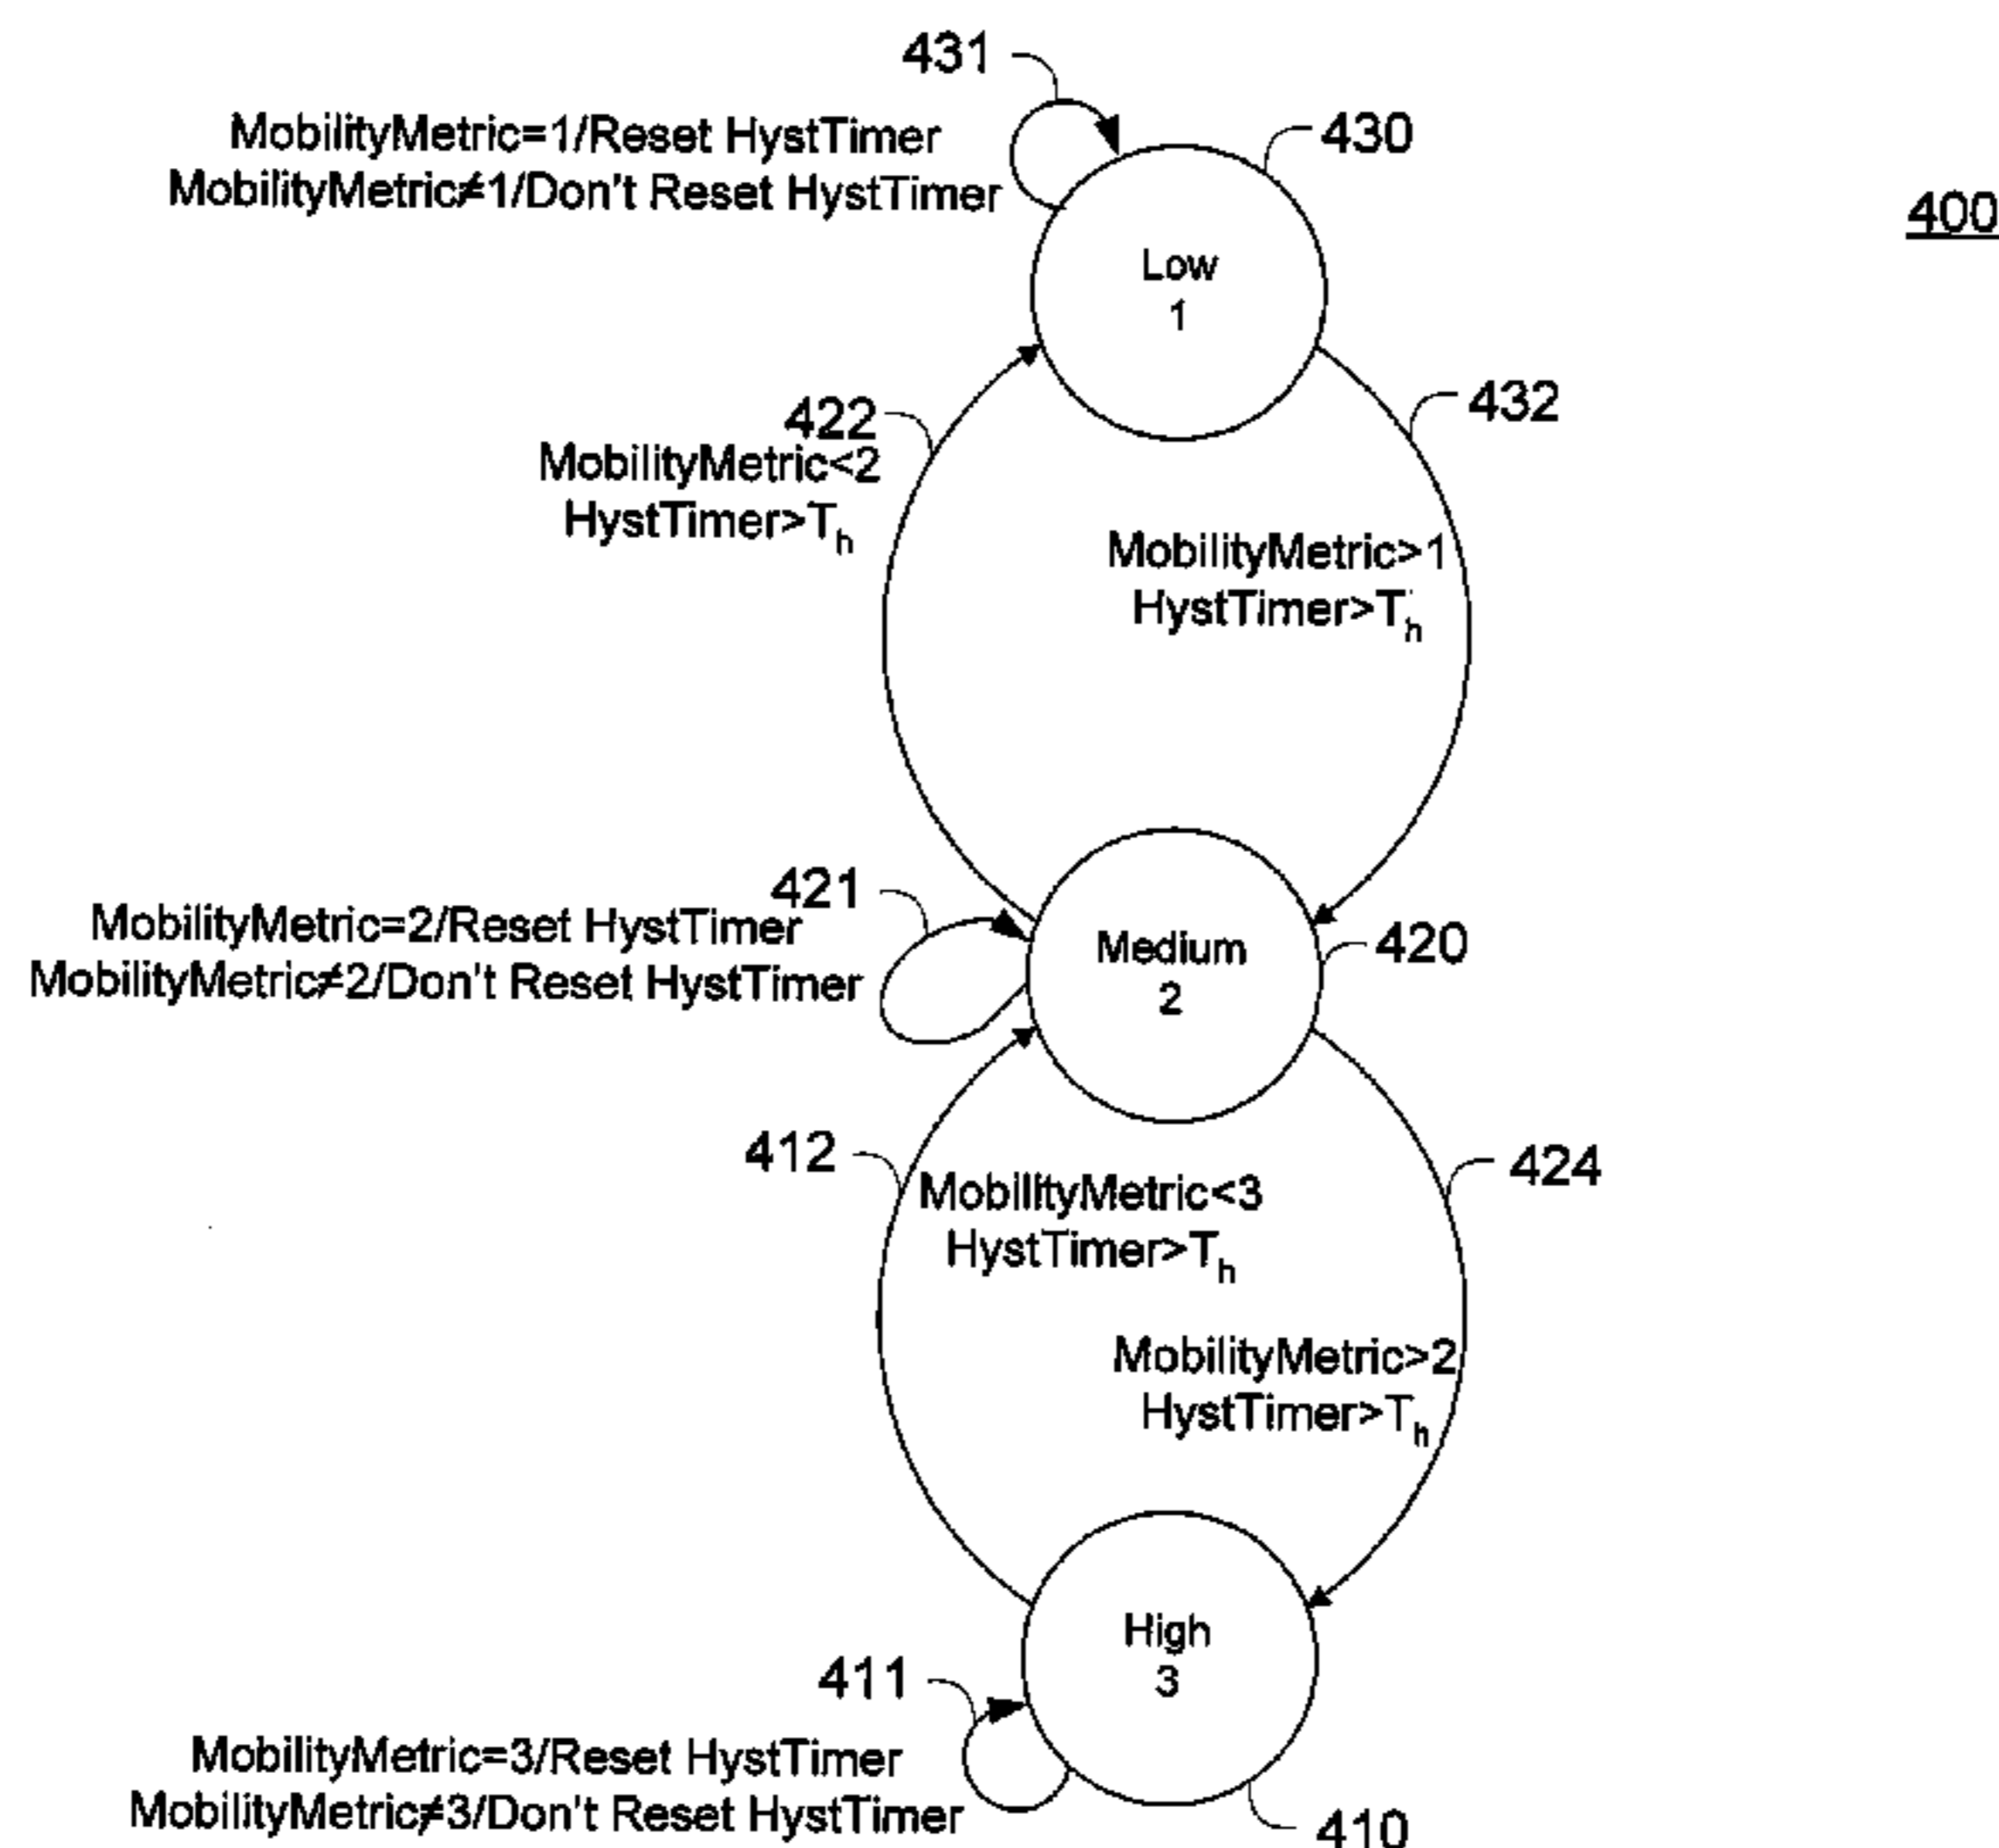 431
MobilityMetric=1/Reset HystTimer
MobilityMetric≠1/Don't Reset HystTimer
430
400
Low
1
422
MobilityMetric<2
HystTimer>Th
432
MobilityMetric>1
HystTimer>Th
421
MobilityMetric=2/Reset HystTimer
MobilityMetric≠2/Don't Reset HystTimer
Medium
2
420
412
MobilityMetric<3
HystTimer>Th
424
MobilityMetric>2
HystTimer>Th
High
3
411
MobilityMetric=3/Reset HystTimer
MobilityMetric≠3/Don't Reset HystTimer
410